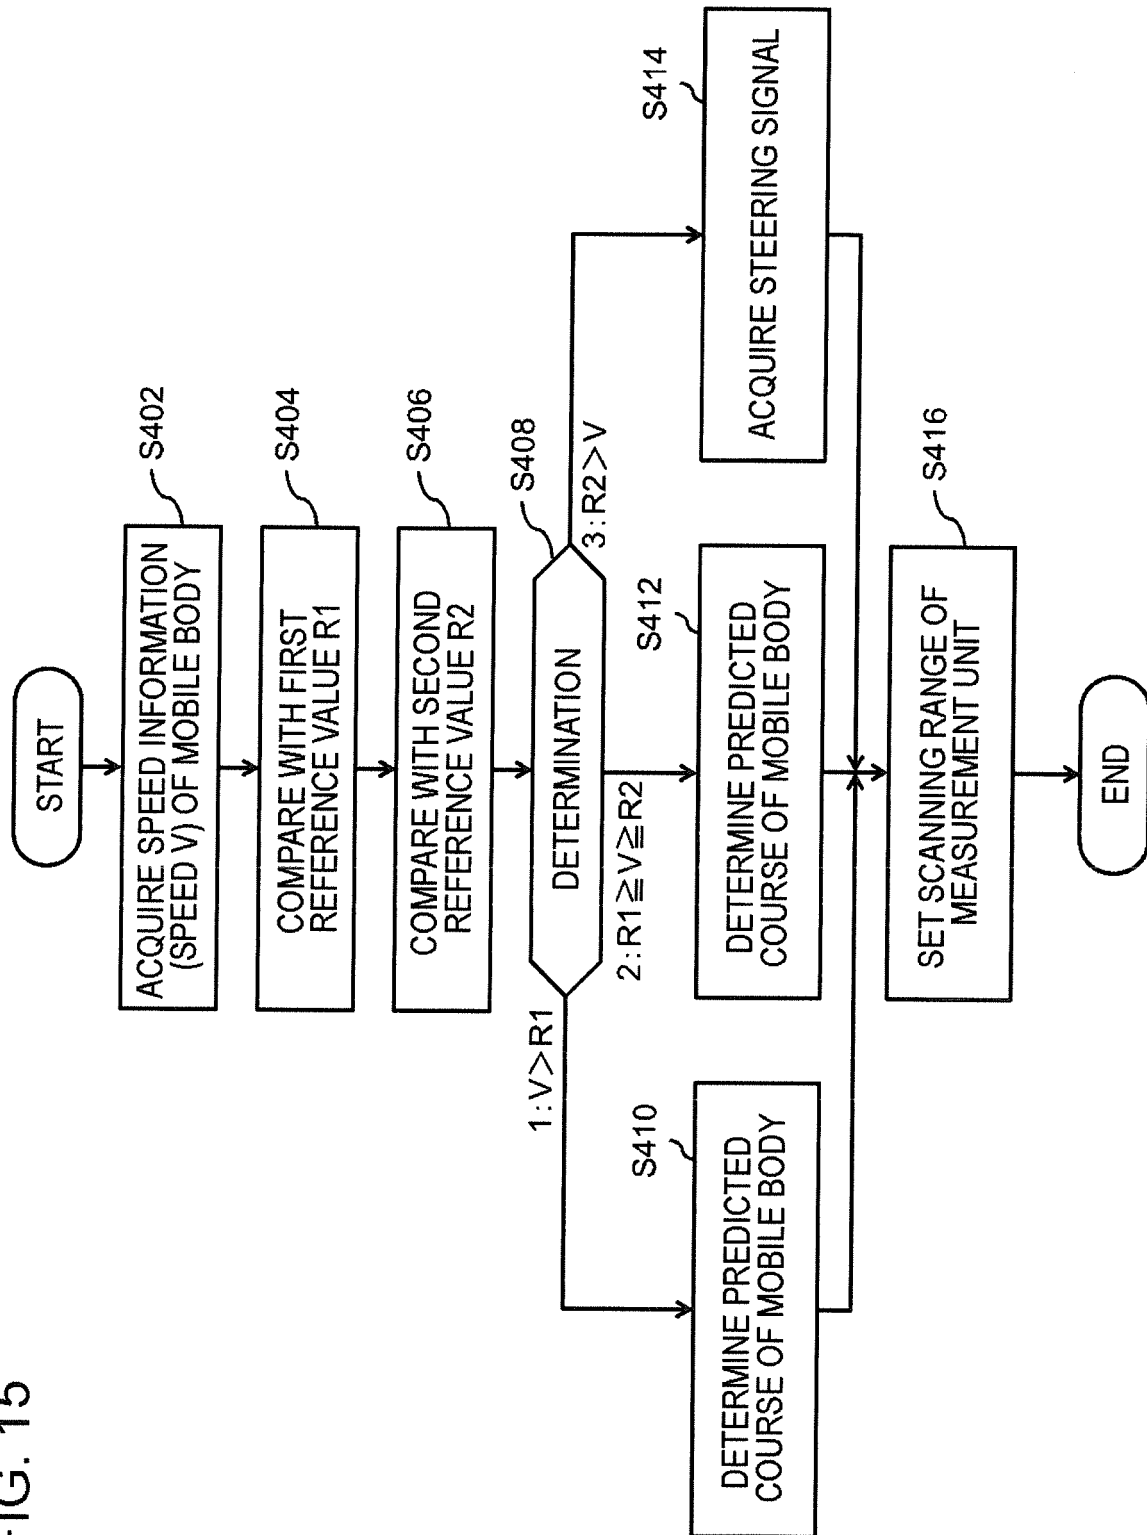 FIG. 15
START
ACQUIRE SPEED INFORMATION
(SPEED V) OF MOBILE BODY
S402
COMPARE WITH FIRST
REFERENCE VALUE R1
S404
COMPARE WITH SECOND
REFERENCE VALUE R2
S406
DETERMINATION
S408
1:V>R1
2:R1≧V≧R2
3:R2>V
S410
DETERMINE PREDICTED
COURSE OF MOBILE BODY
S412
DETERMINE PREDICTED
COURSE OF MOBILE BODY
S414
ACQUIRE STEERING SIGNAL
SET SCANNING RANGE OF
MEASUREMENT UNIT
S416
END